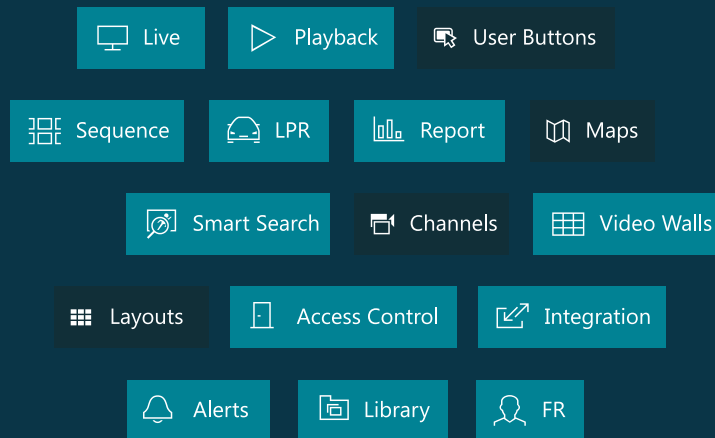 Live Playback User Buttons
Sequence LPR Report Maps
Smart Search Channels Video Walls
Layouts Access Control Integration
Alerts Library FR